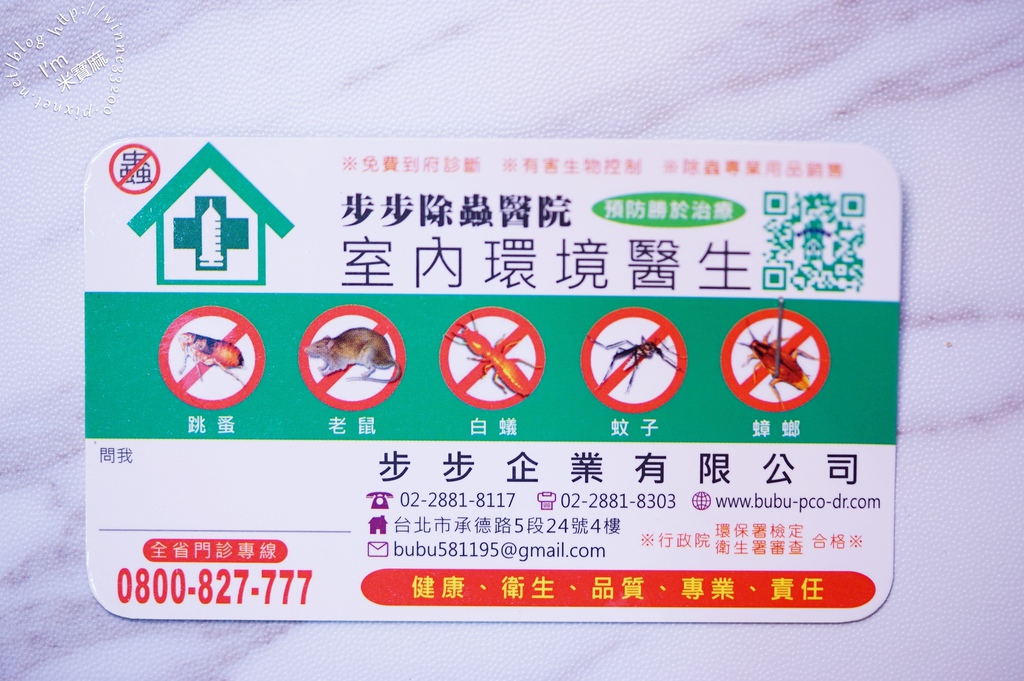 http://winne33200.pixnet.net/blog
I'm
米寶麻
蟲
※免費到府診斷 ※有害生物控制 ※除蟲專業用品銷售
步步除蟲醫院 預防勝於治療
室內環境醫生
跳蚤 老鼠 白蟻 蚊子 蟑螂
問我
步步企業有限公司
02-2881-8117 02-2881-8303 www.bubu-pco-dr.com
台北市承德路5段24號4樓
bubu581195@gmail.com
※行政院 環保署檢定 衛生署審查 合格※
全省門診專線
0800-827-777
健康、衛生、品質、專業、責任